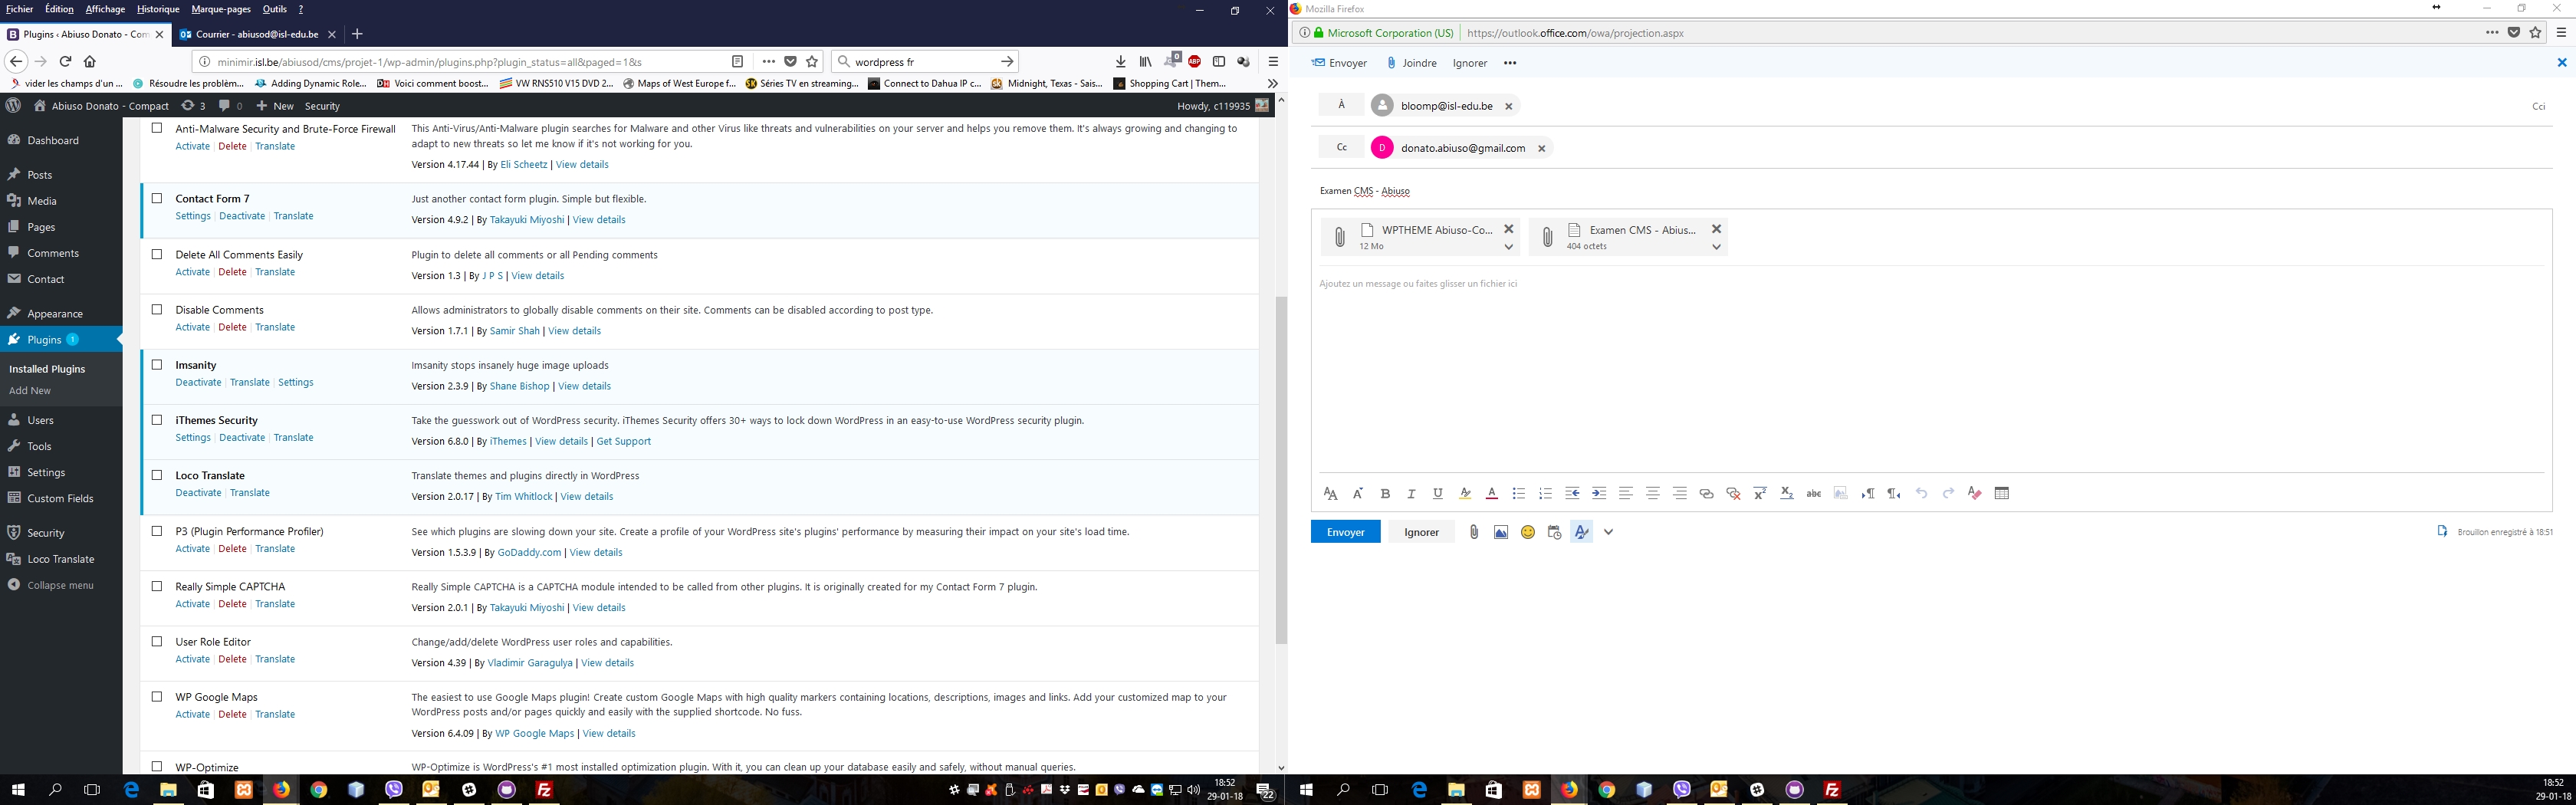 Fichier Édition Affichage Historique Marque-pages Outils ?
Plugins ‹ Abiuso Donato - Com
Courrier - abiusod@isl-edu.be
minimir.isl.be/abiusod/cms/projet-1/wp-admin/plugins.php?plugin_status=all&paged=1&s
wordpress fr
vider les champs d'un ... Résoudre les problèm... Adding Dynamic Role... Voici comment boost... VW RNS510 V15 DVD 2... Maps of West Europe f... Séries TV en streaming... Connect to Dahua IP c... Midnight, Texas - Sais... Shopping Cart | Them...
Abiuso Donato - Compact 3 0 New Security
Howdy, c119935
Dashboard
Posts
Media
Pages
Comments
Contact
Appearance
Plugins 1
Installed Plugins
Add New
Users
Tools
Settings
Custom Fields
Security
Loco Translate
Collapse menu
Anti-Malware Security and Brute-Force Firewall
Activate | Delete | Translate
This Anti-Virus/Anti-Malware plugin searches for Malware and other Virus like threats and vulnerabilities on your server and helps you remove them. It's always growing and changing to
adapt to new threats so let me know if it's not working for you.
Version 4.17.44 | By Eli Scheetz | View details
Contact Form 7
Settings | Deactivate | Translate
Just another contact form plugin. Simple but flexible.
Version 4.9.2 | By Takayuki Miyoshi | View details
Delete All Comments Easily
Activate | Delete | Translate
Plugin to delete all comments or all Pending comments
Version 1.3 | By J P S | View details
Disable Comments
Activate | Delete | Translate
Allows administrators to globally disable comments on their site. Comments can be disabled according to post type.
Version 1.7.1 | By Samir Shah | View details
Imsanity
Deactivate | Translate | Settings
Imsanity stops insanely huge image uploads
Version 2.3.9 | By Shane Bishop | View details
iThemes Security
Settings | Deactivate | Translate
Take the guesswork out of WordPress security. iThemes Security offers 30+ ways to lock down WordPress in an easy-to-use WordPress security plugin.
Version 6.8.0 | By iThemes | View details | Get Support
Loco Translate
Deactivate | Translate
Translate themes and plugins directly in WordPress
Version 2.0.17 | By Tim Whitlock | View details
P3 (Plugin Performance Profiler)
Activate | Delete | Translate
See which plugins are slowing down your site. Create a profile of your WordPress site's plugins' performance by measuring their impact on your site's load time.
Version 1.5.3.9 | By GoDaddy.com | View details
Really Simple CAPTCHA
Activate | Delete | Translate
Really Simple CAPTCHA is a CAPTCHA module intended to be called from other plugins. It is originally created for my Contact Form 7 plugin.
Version 2.0.1 | By Takayuki Miyoshi | View details
User Role Editor
Activate | Delete | Translate
Change/add/delete WordPress user roles and capabilities.
Version 4.39 | By Vladimir Garagulya | View details
WP Google Maps
Activate | Delete | Translate
The easiest to use Google Maps plugin! Create custom Google Maps with high quality markers containing locations, descriptions, images and links. Add your customized map to your
WordPress posts and/or pages quickly and easily with the supplied shortcode. No fuss.
Version 6.4.09 | By WP Google Maps | View details
WP-Optimize
WP-Optimize is WordPress's #1 most installed optimization plugin. With it, you can clean up your database easily and safely, without manual queries.
18:52
29-01-18
22
Mozilla Firefox
Microsoft Corporation (US) https://outlook.office.com/owa/projection.aspx
Envoyer Joindre Ignorer
À bloomp@isl-edu.be
Cci
Cc D donato.abiuso@gmail.com
Examen CMS - Abiuso
WPTHEME Abiuso-Co...
12 Mo
Examen CMS - Abius...
404 octets
Ajoutez un message ou faites glisser un fichier ici
Envoyer Ignorer
Brouillon enregistré à 18:51
18:52
29-01-18